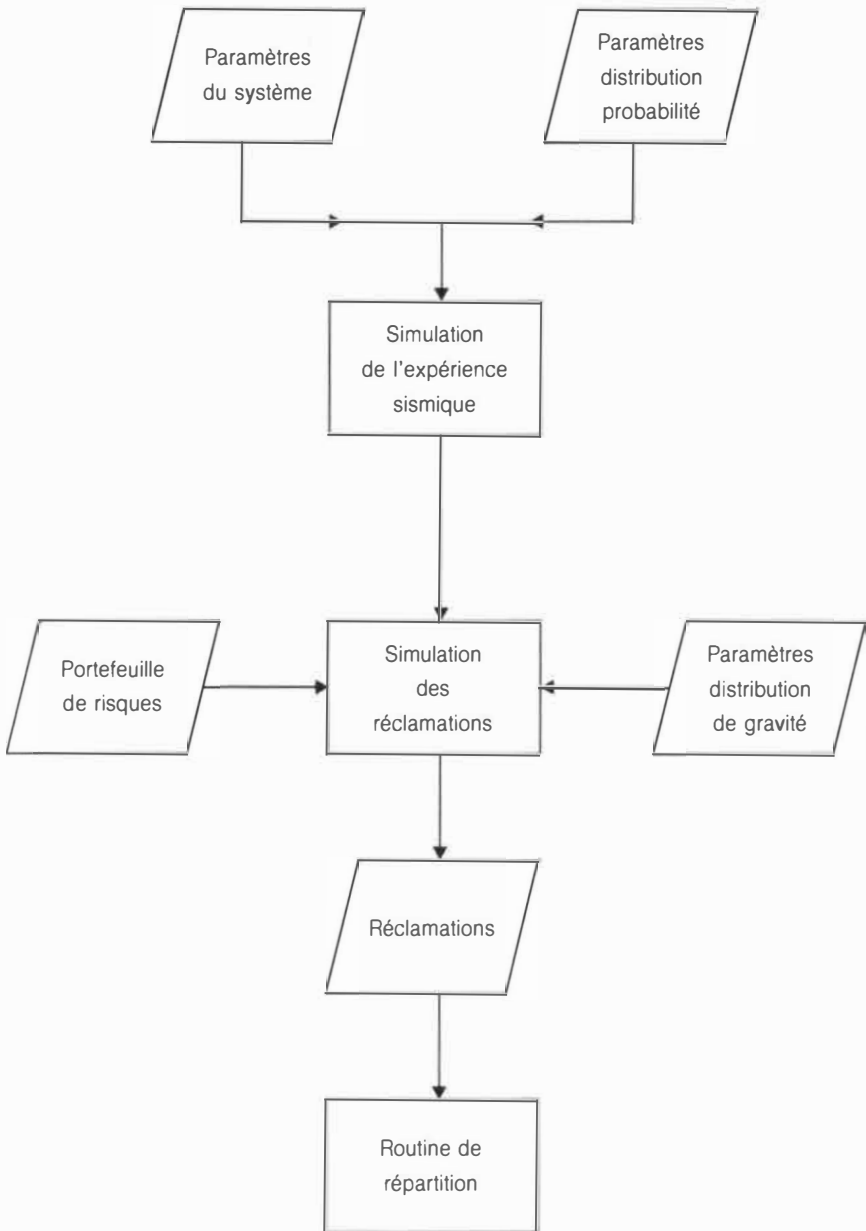 Paramètres
du système
Paramètres
distribution
probabilité
Simulation
de l'expérience
sismique
Portefeuille
de risques
Simulation
des
réclamations
Paramètres
distribution
de gravité
Réclamations
Routine de
répartition